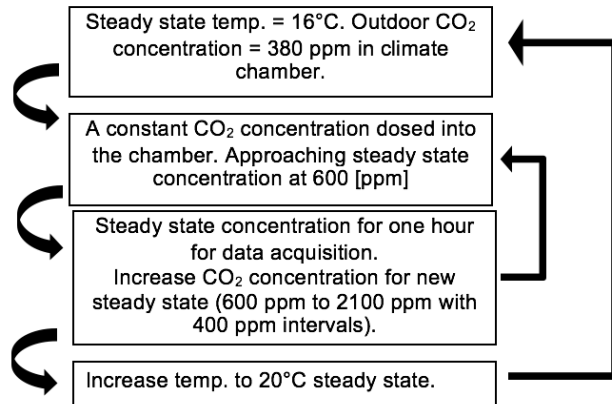 Steady state temp. = 16°C. Outdoor CO₂
concentration = 380 ppm in climate
chamber.
A constant CO₂ concentration dosed into
the chamber. Approaching steady state
concentration at 600 [ppm]
Steady state concentration for one hour
for data acquisition.
Increase CO₂ concentration for new
steady state (600 ppm to 2100 ppm with
400 ppm intervals).
Increase temp. to 20°C steady state.